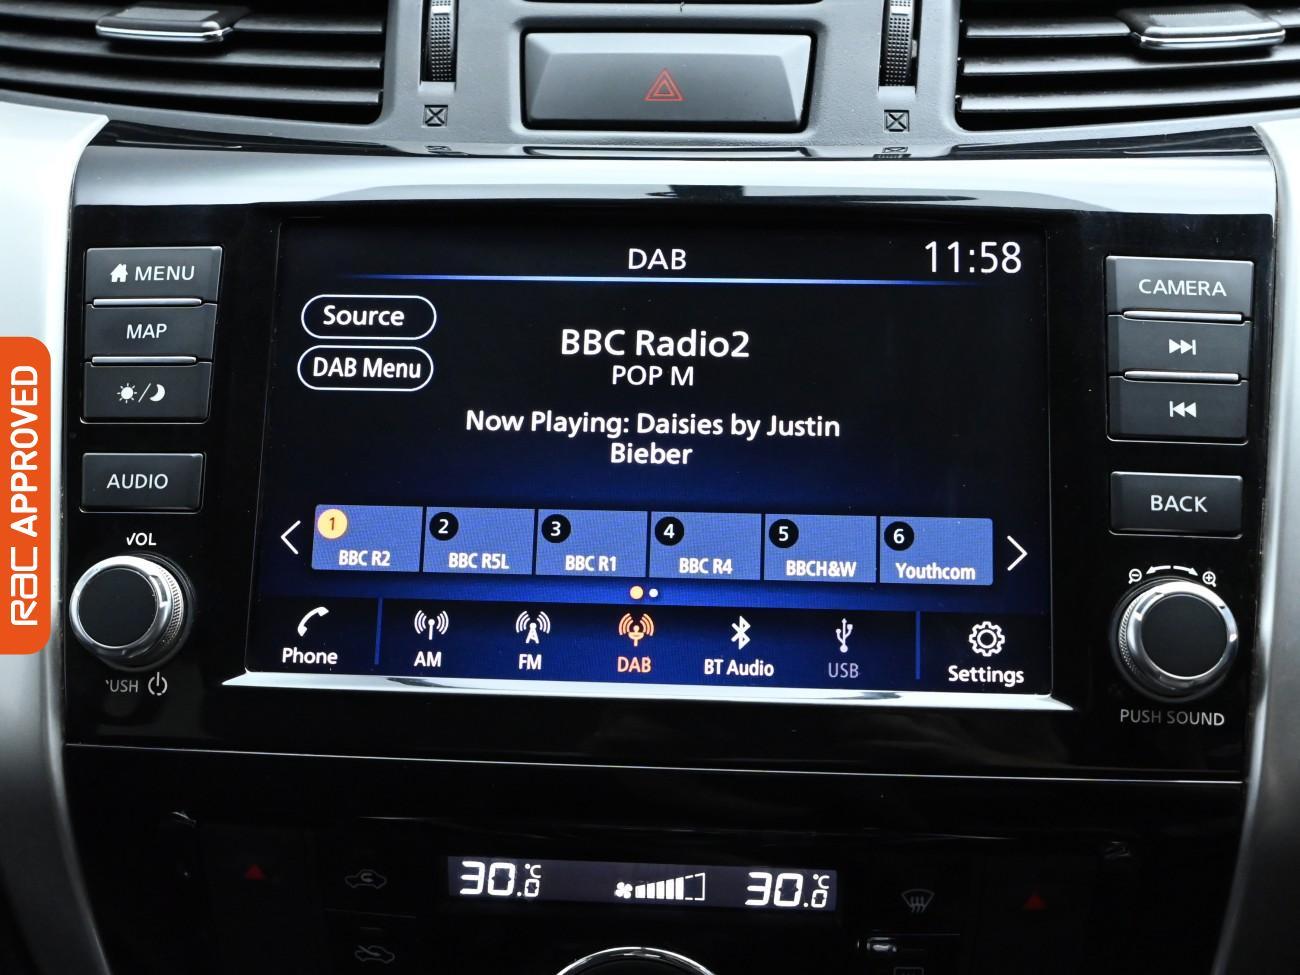 DAB
11:58
MENU
CAMERA
Source
BBC Radio2
MAP
DAB Menu
POP M
Now Playing: Daisies by Justin
Bieber
AUDIO
BACK
1
2
3
4
5
6
BBC R2
BBC R5L
BBC R1
BBC R4
BBCH&W
Youthcom
VOL
Phone
AM
FM
DAB
BT Audio
USB
Settings
PUSH SOUND
30.0°C
30.0°C
RAC APPROVED